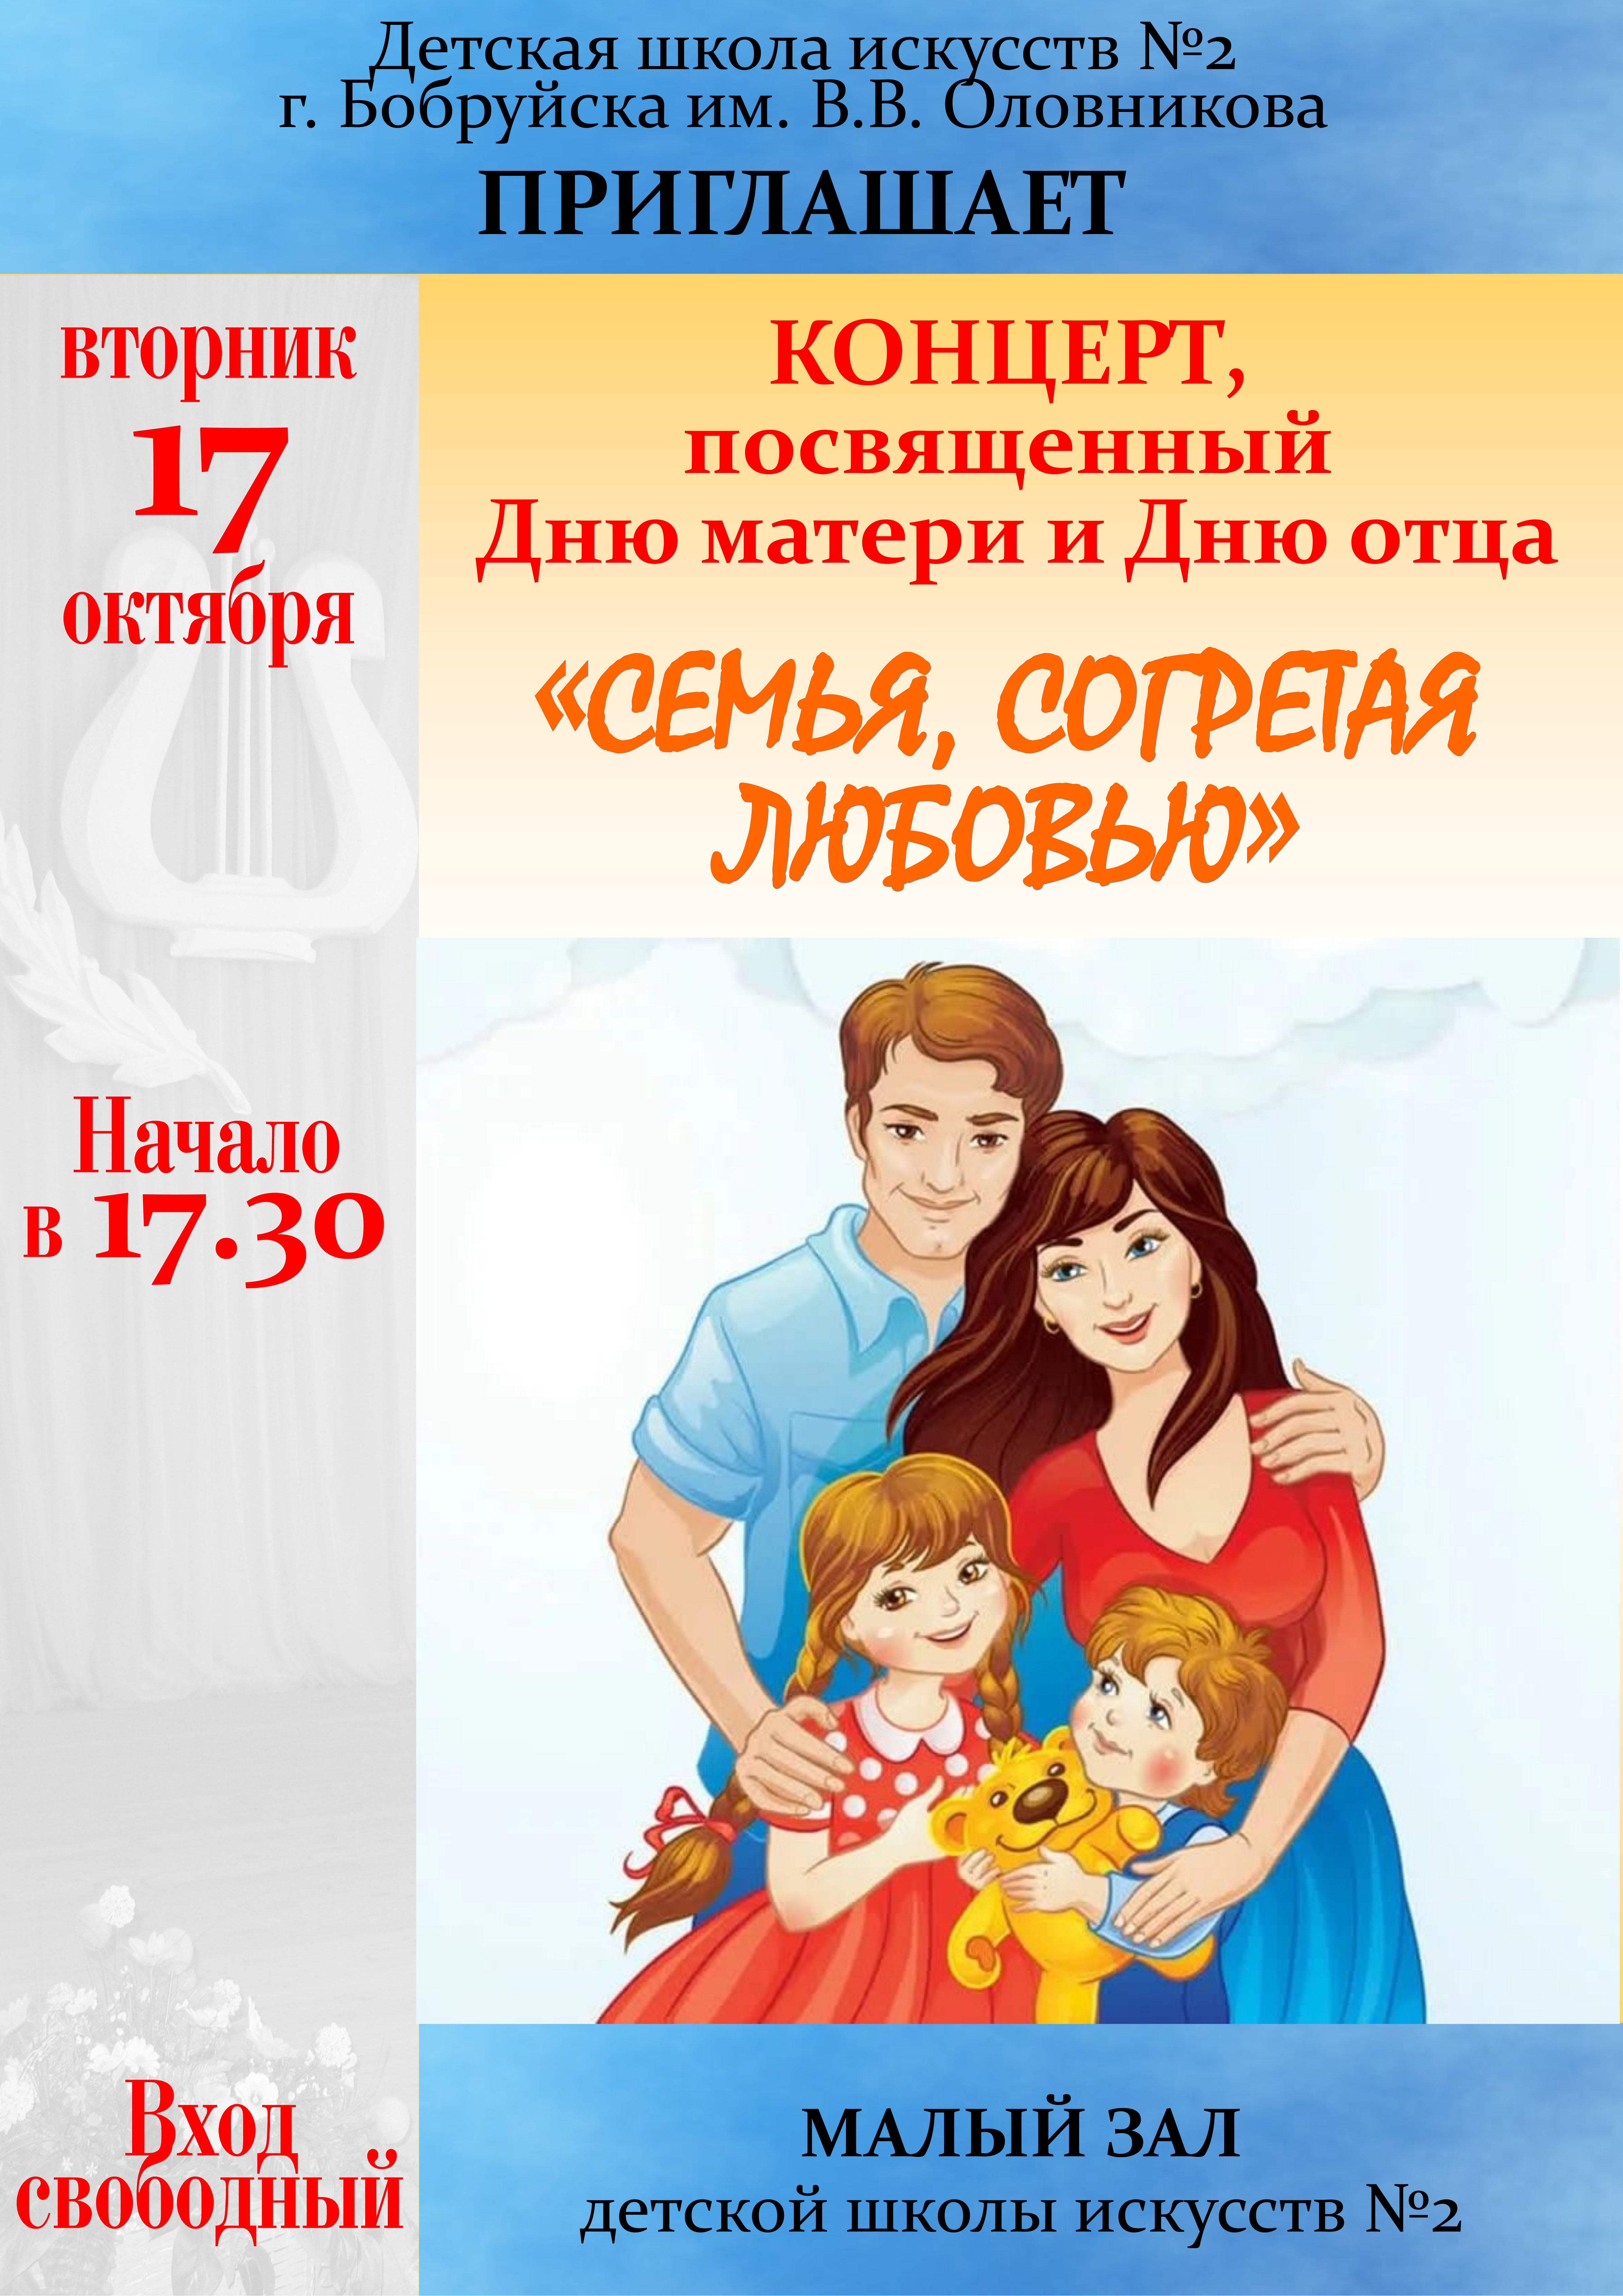 Детская школа искусств №2
г. Бобруйска им. В.В. Оловникова
ПРИГЛАШАЕТ
вторник
17
октября
Начало
в 17.30
Вход
свободный
КОНЦЕРТ,
посвященный
Дню матери и Дню отца
«СЕМЬЯ, СОГРЕТАЯ
ЛЮБОВЬЮ»
МАЛЫЙ ЗАЛ
детской школы искусств №2